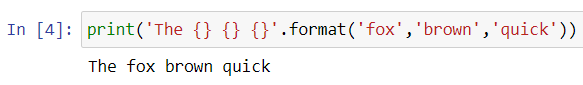 In [4]: print('The {} {} {}'.format('fox','brown','quick'))
The fox brown quick